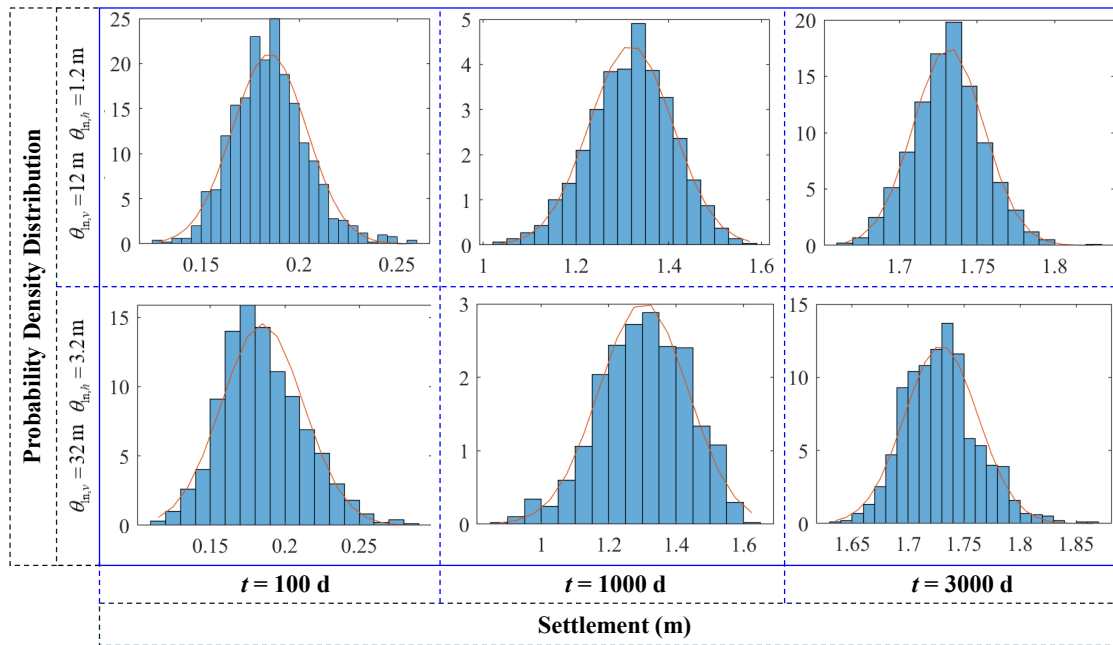 Probability Density Distribution
θln,v = 12 m θln,h = 1.2 m
25
20
15
10
5
0
0.15 0.2 0.25
5
4
3
2
1
0
1 1.2 1.4 1.6
20
15
10
5
0
1.7 1.75 1.8
θln,v = 32 m θln,h = 3.2 m
15
10
5
0
0.15 0.2 0.25
3
2
1
0
1 1.2 1.4 1.6
15
10
5
0
1.65 1.7 1.75 1.8 1.85
t = 100 d t = 1000 d t = 3000 d
Settlement (m)